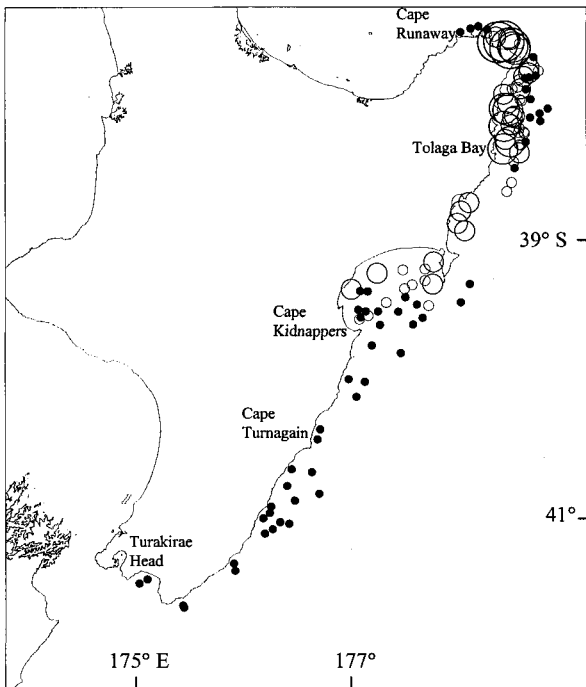 Cape
Runaway
Tolaga Bay
39° S
Cape
Kidnappers
Cape
Turnagain
41°
Turakirae
Head
175° E
177°